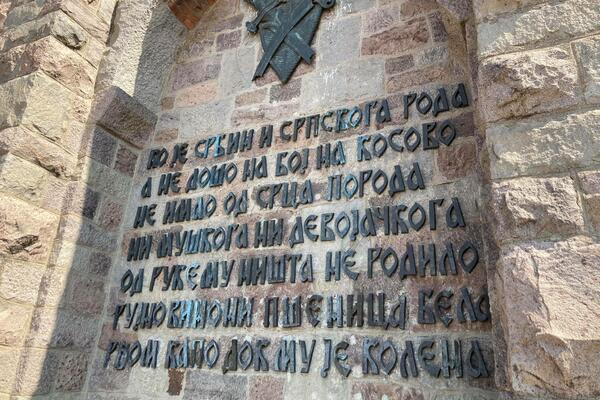 КО ЈЕ СРБИН И СРПСКОГА РОДА
А НЕ ДОШО НА БОЈ НА КОСОВО
НЕ ИМАО ОД СРЦА ПОРОДА
НИ МУШКОГА НИ ДЕВОЈАЧКОГА
ОД РУКЕ МУ НИШТА НЕ РОДИЛО
РУЈНО ВИНО НИ ПШЕНИЦА БЕЛА
РЂОМ КАПО ДОК МУ ЈЕ КОЛЕНА